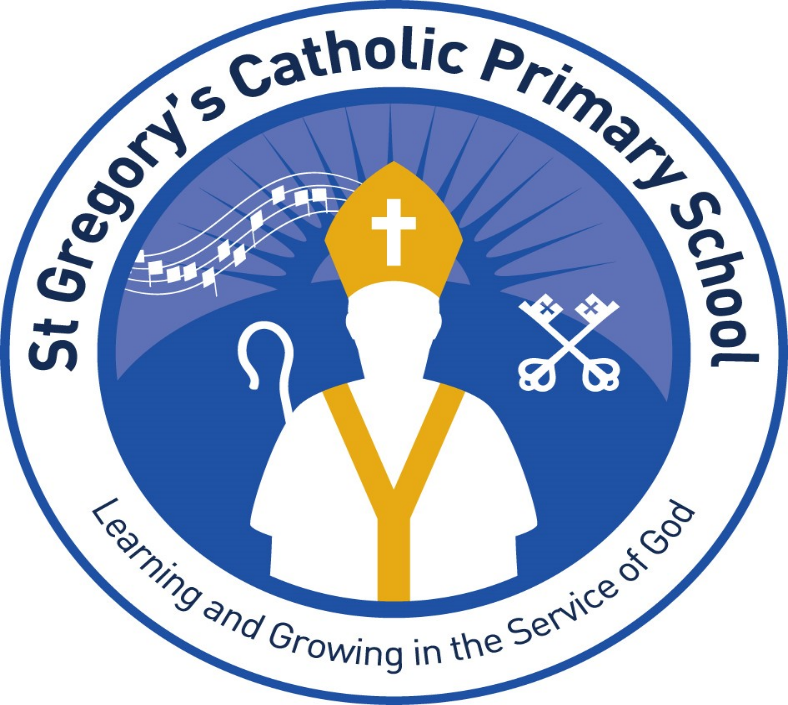 St Gregory's Catholic Primary School
Learning and Growing in the Service of God